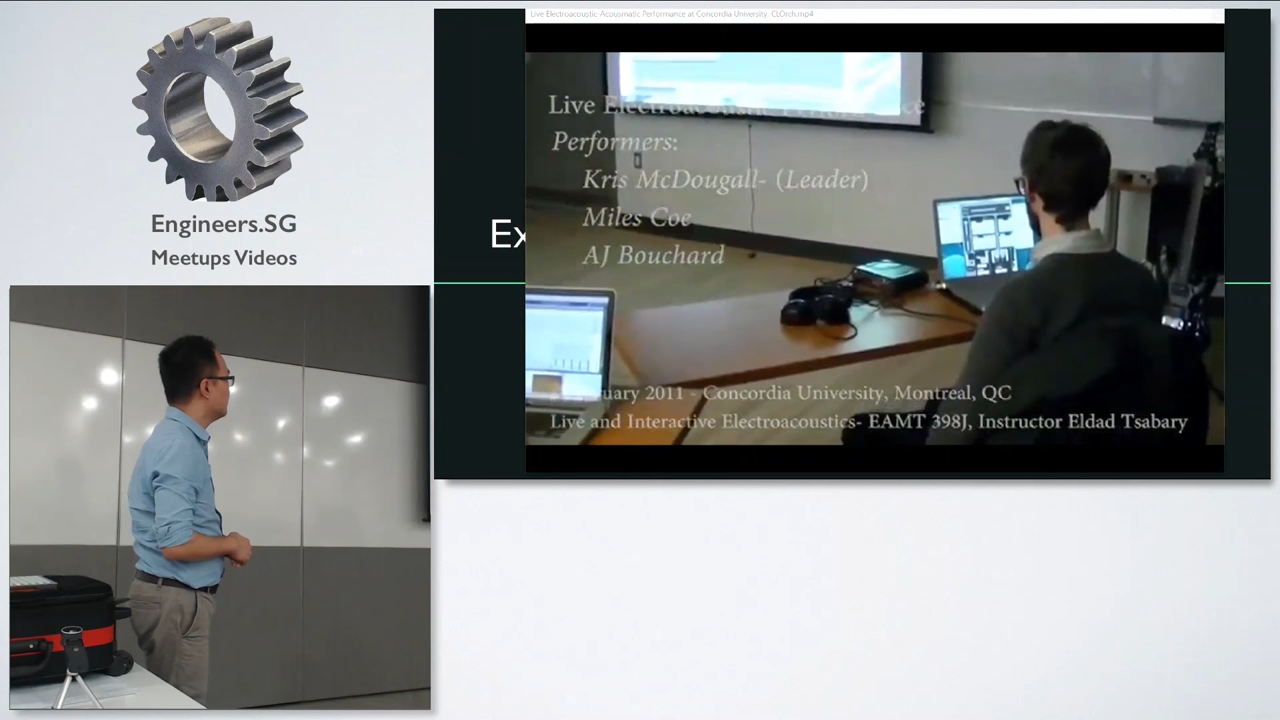 Engineers.SG
Meetups Videos
Live Electroacoustic-Acousmatic Performance at Concordia University. CLOrch.mp4
Ex
Live Electroacoustic Performance
Performers:
Kris McDougall- (Leader)
Miles Coe
AJ Bouchard
uary 2011 - Concordia University, Montreal, QC
Live and Interactive Electroacoustics- EAMT 398J, Instructor Eldad Tsabary